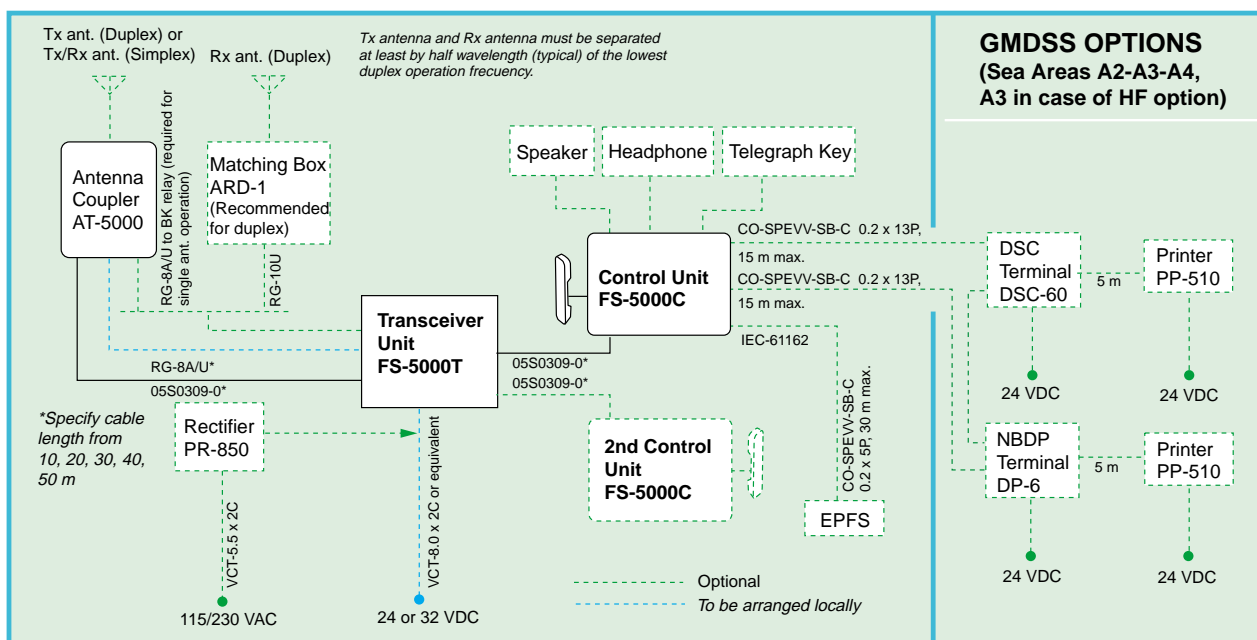 Tx ant. (Duplex) or
Tx/Rx ant. (Simplex)
Rx ant. (Duplex)
Tx antenna and Rx antenna must be separated
at least by half wavelength (typical) of the lowest
duplex operation frecuency.
GMDSS OPTIONS
(Sea Areas A2-A3-A4,
A3 in case of HF option)
Antenna
Coupler
AT-5000
RG-8A/U to BK relay (required for
single ant. operation)
Matching Box
ARD-1
(Recommended
for duplex)
RG-10U
Speaker
Headphone
Telegraph Key
Control Unit
FS-5000C
CO-SPEVV-SB-C 0.2 x 13P,
15 m max.
CO-SPEVV-SB-C 0.2 x 13P,
15 m max.
IEC-61162
DSC
Terminal
DSC-60
5 m
Printer
PP-510
24 VDC
24 VDC
Transceiver
Unit
FS-5000T
RG-8A/U*
05S0309-0*
05S0309-0*
05S0309-0*
*Specify cable
length from
10, 20, 30, 40,
50 m
Rectifier
PR-850
2nd Control
Unit
FS-5000C
CO-SPEVV-SB-C
0.2 x 5P, 30 m max.
EPFS
NBDP
Terminal
DP-6
5 m
Printer
PP-510
24 VDC
24 VDC
VCT-5.5 x 2C
VCT-8.0 x 2C or equivalent
115/230 VAC
24 or 32 VDC
Optional
To be arranged locally